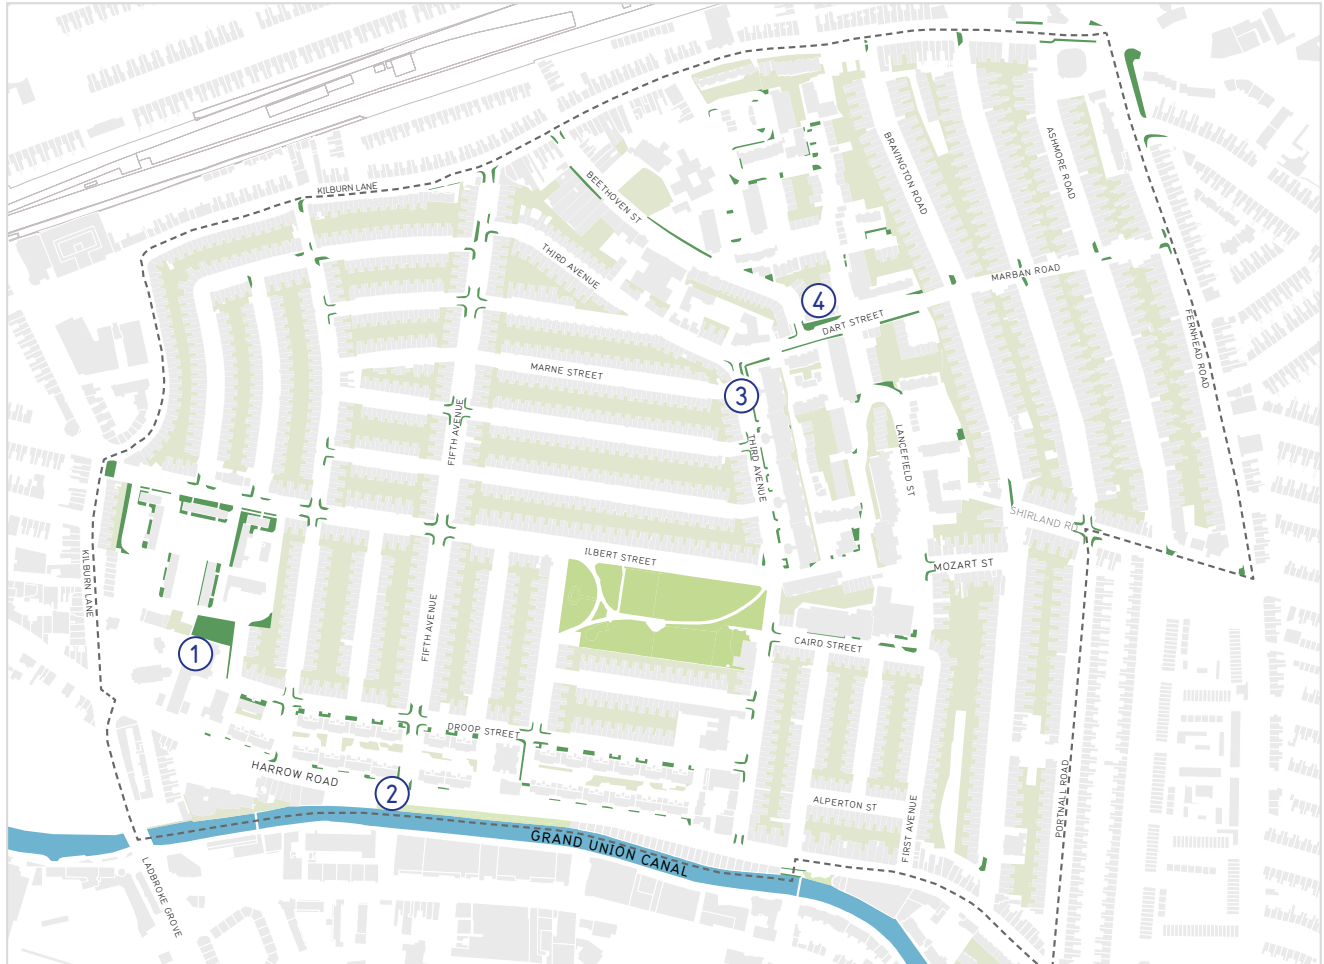 KILBURN LANE
BEETHOVEN ST
BRAVINGTON ROAD
ASHMORE ROAD
THIRD AVENUE
MARBAN ROAD
4
DART STREET
FERNHEAD ROAD
MARNE STREET
3
FIFTH AVENUE
THIRD AVENUE
LANCEFIELD ST
SHIRLAND RD
ILBERT STREET
MOZART ST
KILBURN LANE
FIFTH AVENUE
CAIRD STREET
1
DROOP STREET
HARROW ROAD
2
ALPERTON ST
FIRST AVENUE
PORTNALL ROAD
GRAND UNION CANAL
LADBROKE GROVE